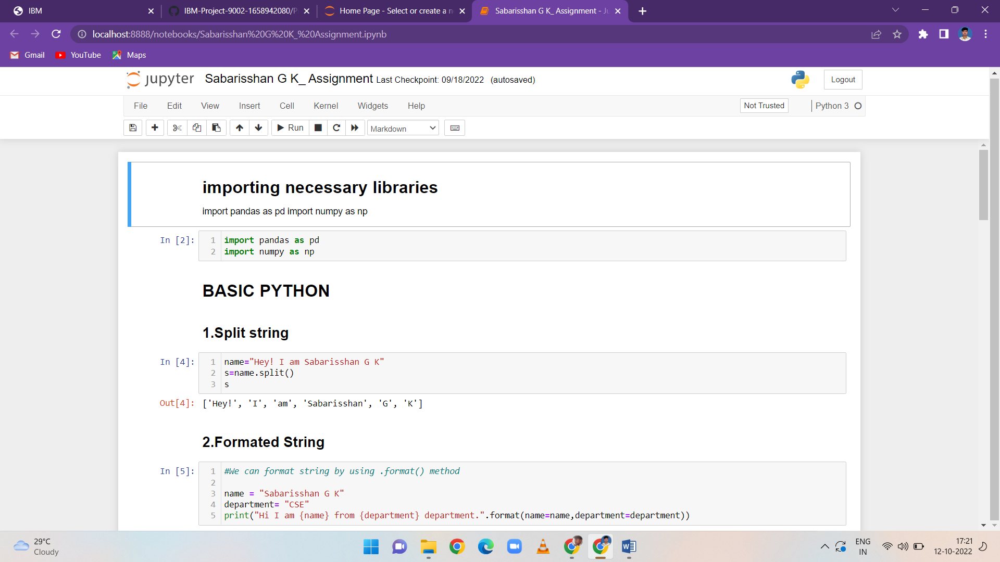 IBM
IBM-Project-9002-1658942080/P
Home Page - Select or create a n
Sabarisshan G K_ Assignment - Ju
localhost:8888/notebooks/Sabarisshan%20G%20K_%20Assignment.ipynb
Gmail
YouTube
Maps
jupyter
Sabarisshan G K_ Assignment Last Checkpoint: 09/18/2022 (autosaved)
Logout
File Edit View Insert Cell Kernel Widgets Help
Not Trusted
Python 3
Run
Markdown
importing necessary libraries
import pandas as pd import numpy as np
In [2]:
1 import pandas as pd
2 import numpy as np
BASIC PYTHON
1.Split string
In [4]:
1 name="Hey! I am Sabarisshan G K"
2 s=name.split()
3 s
Out[4]: ['Hey!', 'I', 'am', 'Sabarisshan', 'G', 'K']
2.Formated String
In [5]:
1 #We can format string by using .format() method
2
3 name = "Sabarisshan G K"
4 department= "CSE"
5 print("Hi I am {name} from {department} department.".format(name=name,department=department))
29°C
Cloudy
ENG
IN
17:21
12-10-2022